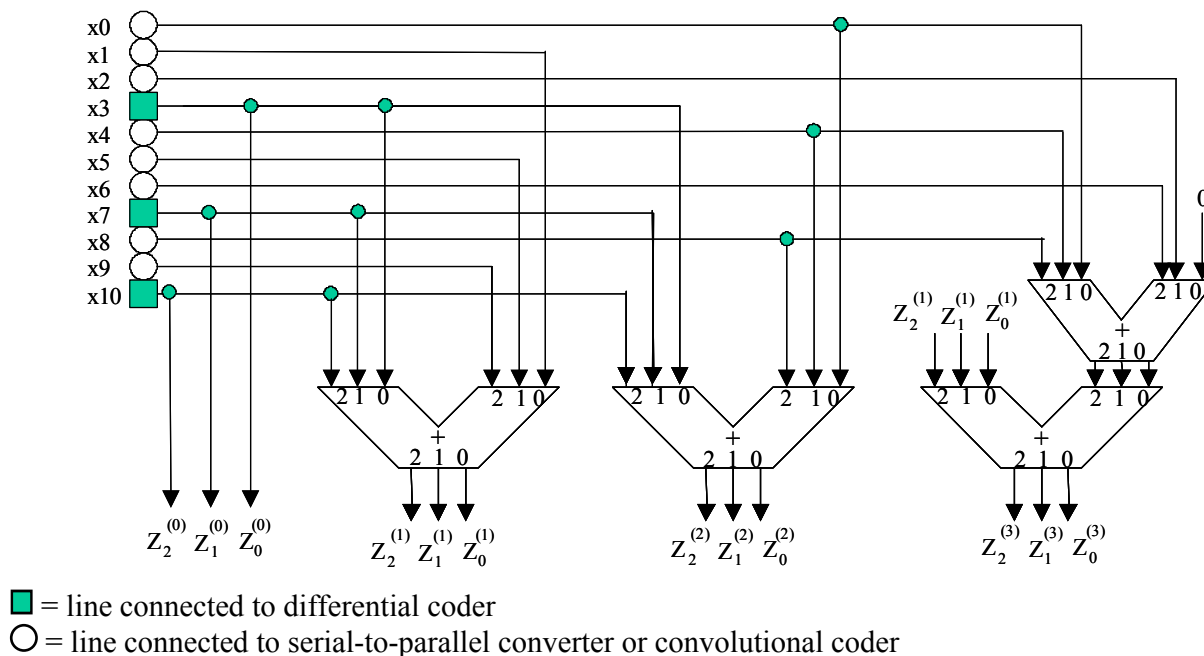 x0
x1
x2
x3
x4
x5
x6
x7
x8
x9
x10
0
2 1 0
2 1 0
+
2 1 0
Z₂⁽¹⁾ Z₁⁽¹⁾ Z₀⁽¹⁾
2 1 0
2 1 0
+
2 1 0
2 1 0
2 1 0
+
2 1 0
2 1 0
2 1 0
+
2 1 0
Z₂⁽⁰⁾ Z₁⁽⁰⁾ Z₀⁽⁰⁾
Z₂⁽¹⁾ Z₁⁽¹⁾ Z₀⁽¹⁾
Z₂⁽²⁾ Z₁⁽²⁾ Z₀⁽²⁾
Z₂⁽³⁾ Z₁⁽³⁾ Z₀⁽³⁾
= line connected to differential coder
= line connected to serial-to-parallel converter or convolutional coder